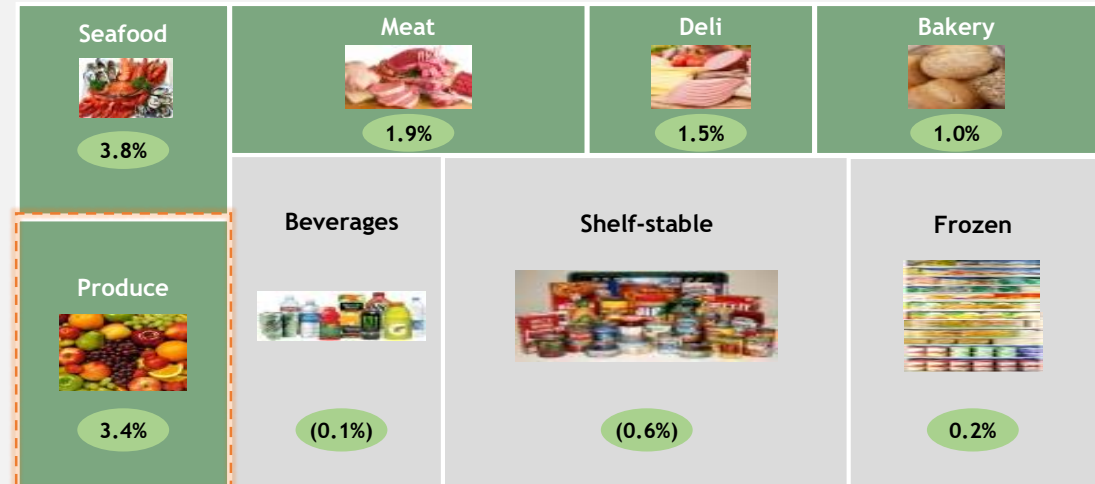 Seafood
3.8%
Meat
1.9%
Deli
1.5%
Bakery
1.0%
Produce
3.4%
Beverages
(0.1%)
Shelf-stable
(0.6%)
Frozen
0.2%